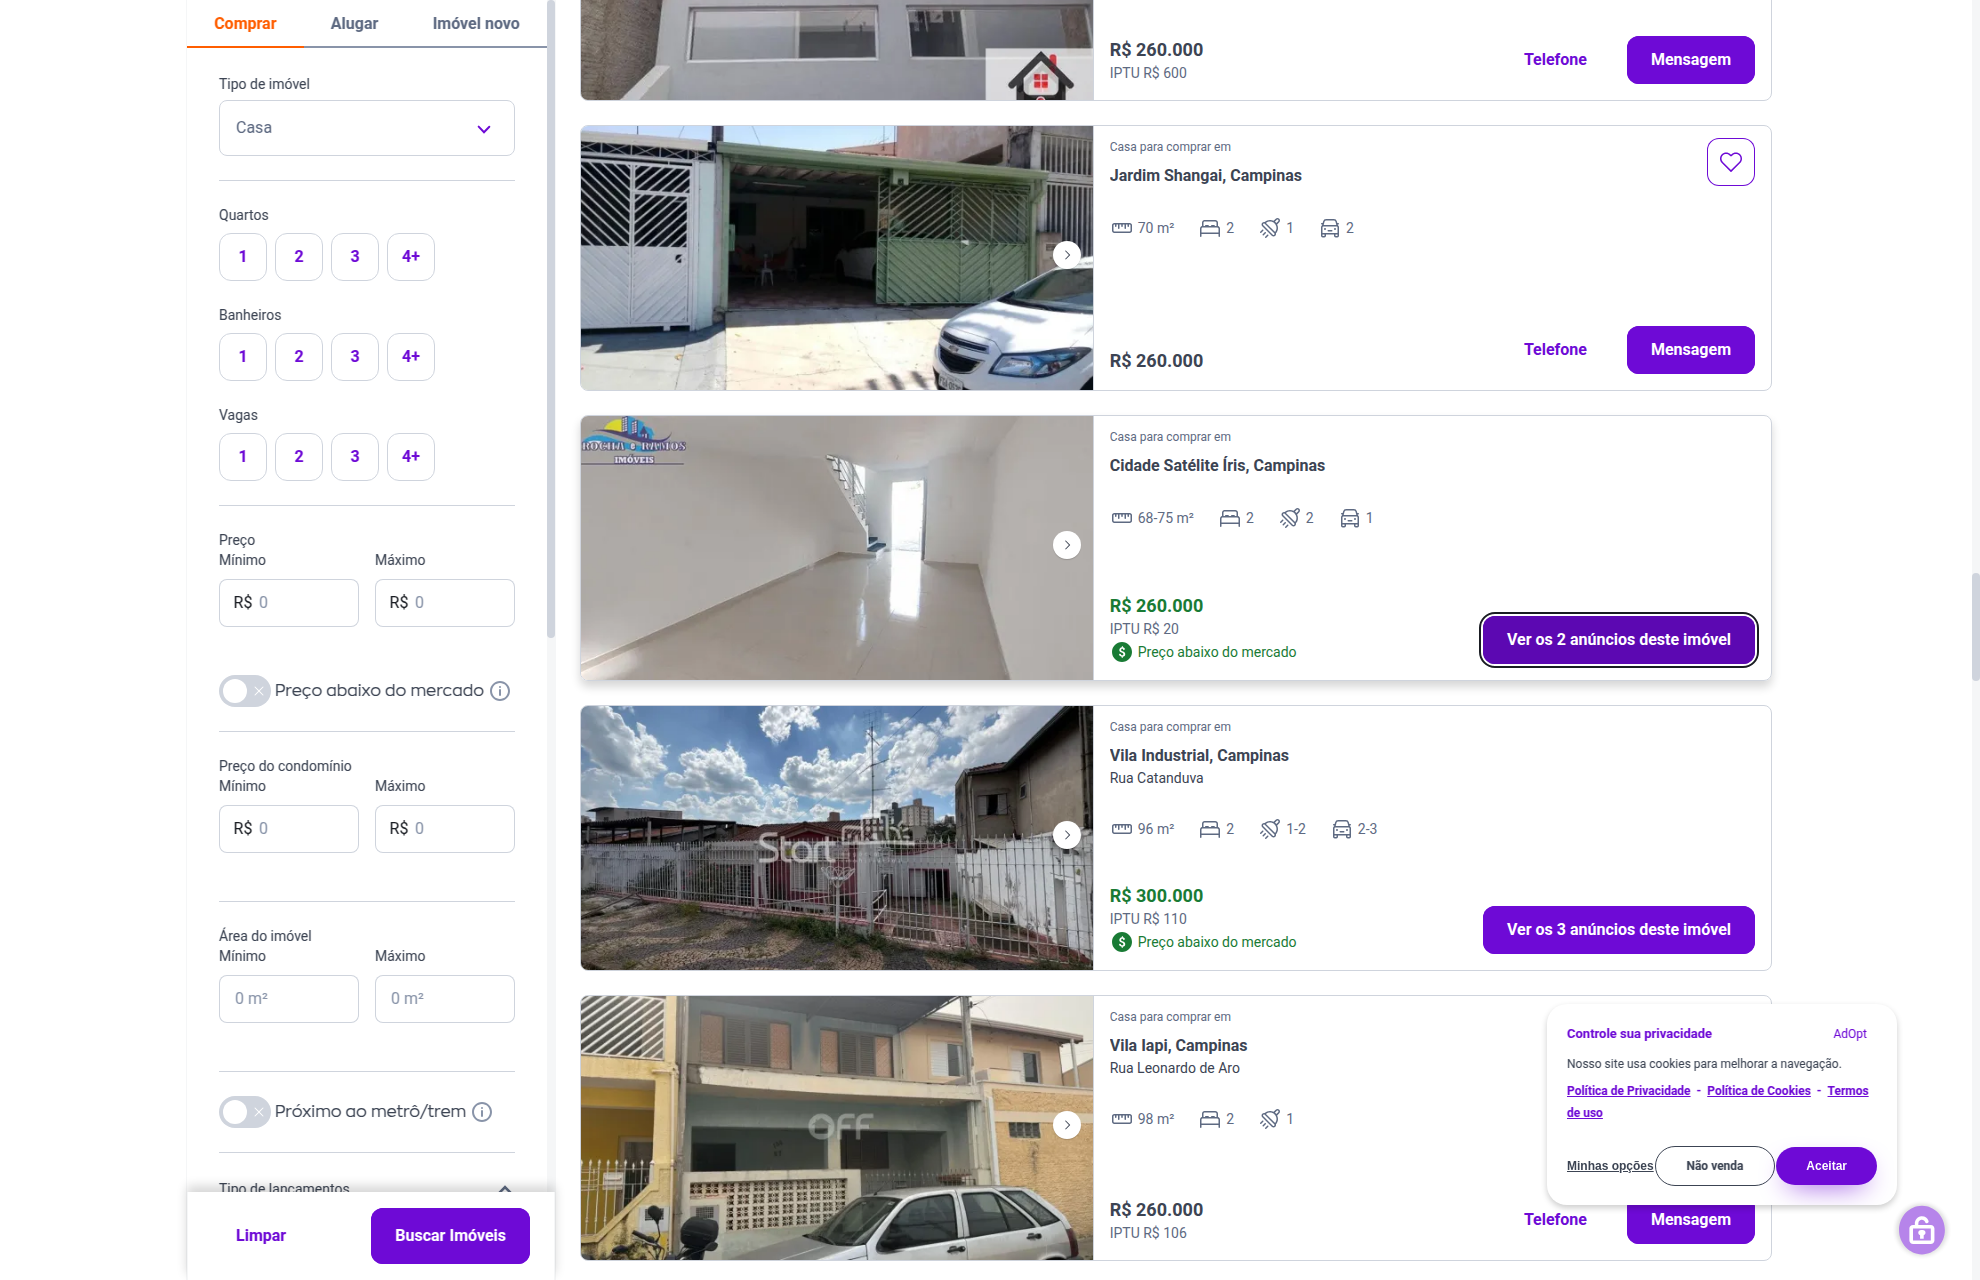 Comprar
Alugar
Imóvel novo
Tipo de imóvel
Casa
Quartos
1
2
3
4+
Banheiros
1
2
3
4+
Vagas
1
2
3
4+
Preço
Mínimo
Máximo
R$ 0
R$ 0
Preço abaixo do mercado
Preço do condomínio
Mínimo
Máximo
R$ 0
R$ 0
Área do imóvel
Mínimo
Máximo
0 m²
0 m²
Próximo ao metrô/trem
Tipo de lançamentos
Limpar
Buscar Imóveis
R$ 260.000
IPTU R$ 600
Telefone
Mensagem
Casa para comprar em
Jardim Shangai, Campinas
70 m²
2
1
2
R$ 260.000
Telefone
Mensagem
ROCHA & RAMOS
IMÓVEIS
Casa para comprar em
Cidade Satélite Íris, Campinas
68-75 m²
2
2
1
R$ 260.000
IPTU R$ 20
Preço abaixo do mercado
Ver os 2 anúncios deste imóvel
Start
Casa para comprar em
Vila Industrial, Campinas
Rua Catanduva
96 m²
2
1-2
2-3
R$ 300.000
IPTU R$ 110
Preço abaixo do mercado
Ver os 3 anúncios deste imóvel
OFF
Casa para comprar em
Vila Iapi, Campinas
Rua Leonardo de Aro
98 m²
2
1
R$ 260.000
IPTU R$ 106
Telefone
Mensagem
Controle sua privacidade
AdOpt
Nosso site usa cookies para melhorar a navegação.
Política de Privacidade - Política de Cookies - Termos
de uso
Minhas opções
Não venda
Aceitar